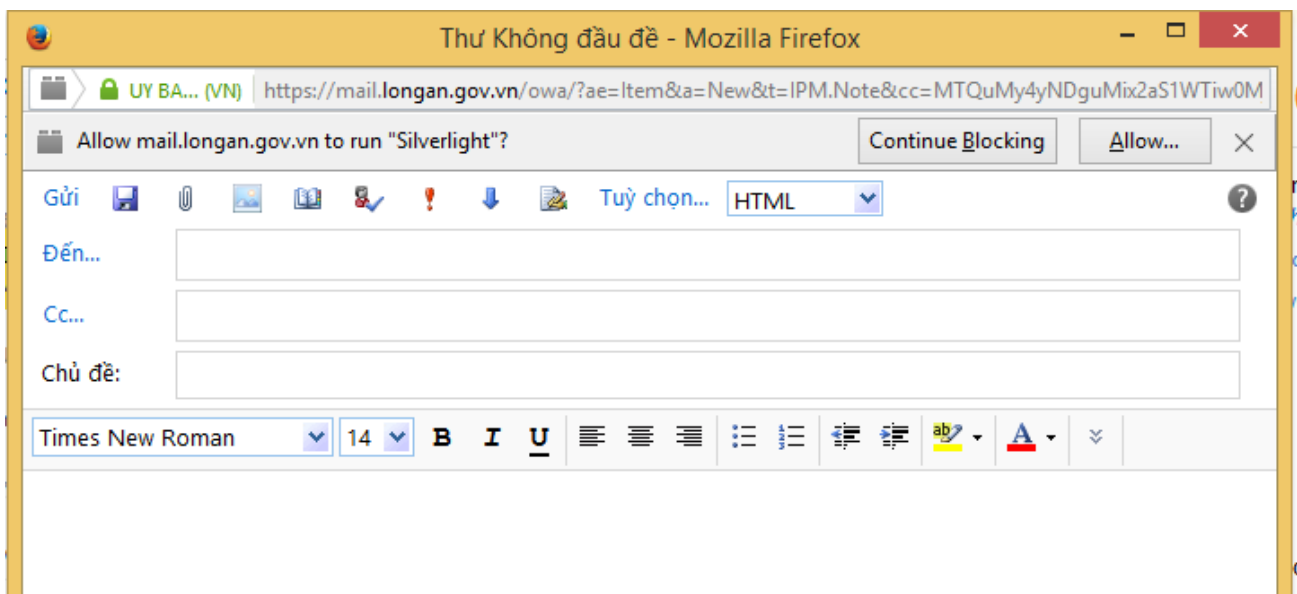 Thư Không đầu đề - Mozilla Firefox
UY BA... (VN) https://mail.longan.gov.vn/owa/?ae=Item&a=New&t=IPM.Note&cc=MTQuMy4yNDguMix2aS1WTiw0M
Allow mail.longan.gov.vn to run "Silverlight"? Continue Blocking Allow...
Gửi Tuỳ chọn... HTML
Đến...
Cc...
Chủ đề:
Times New Roman 14 B I U ab A